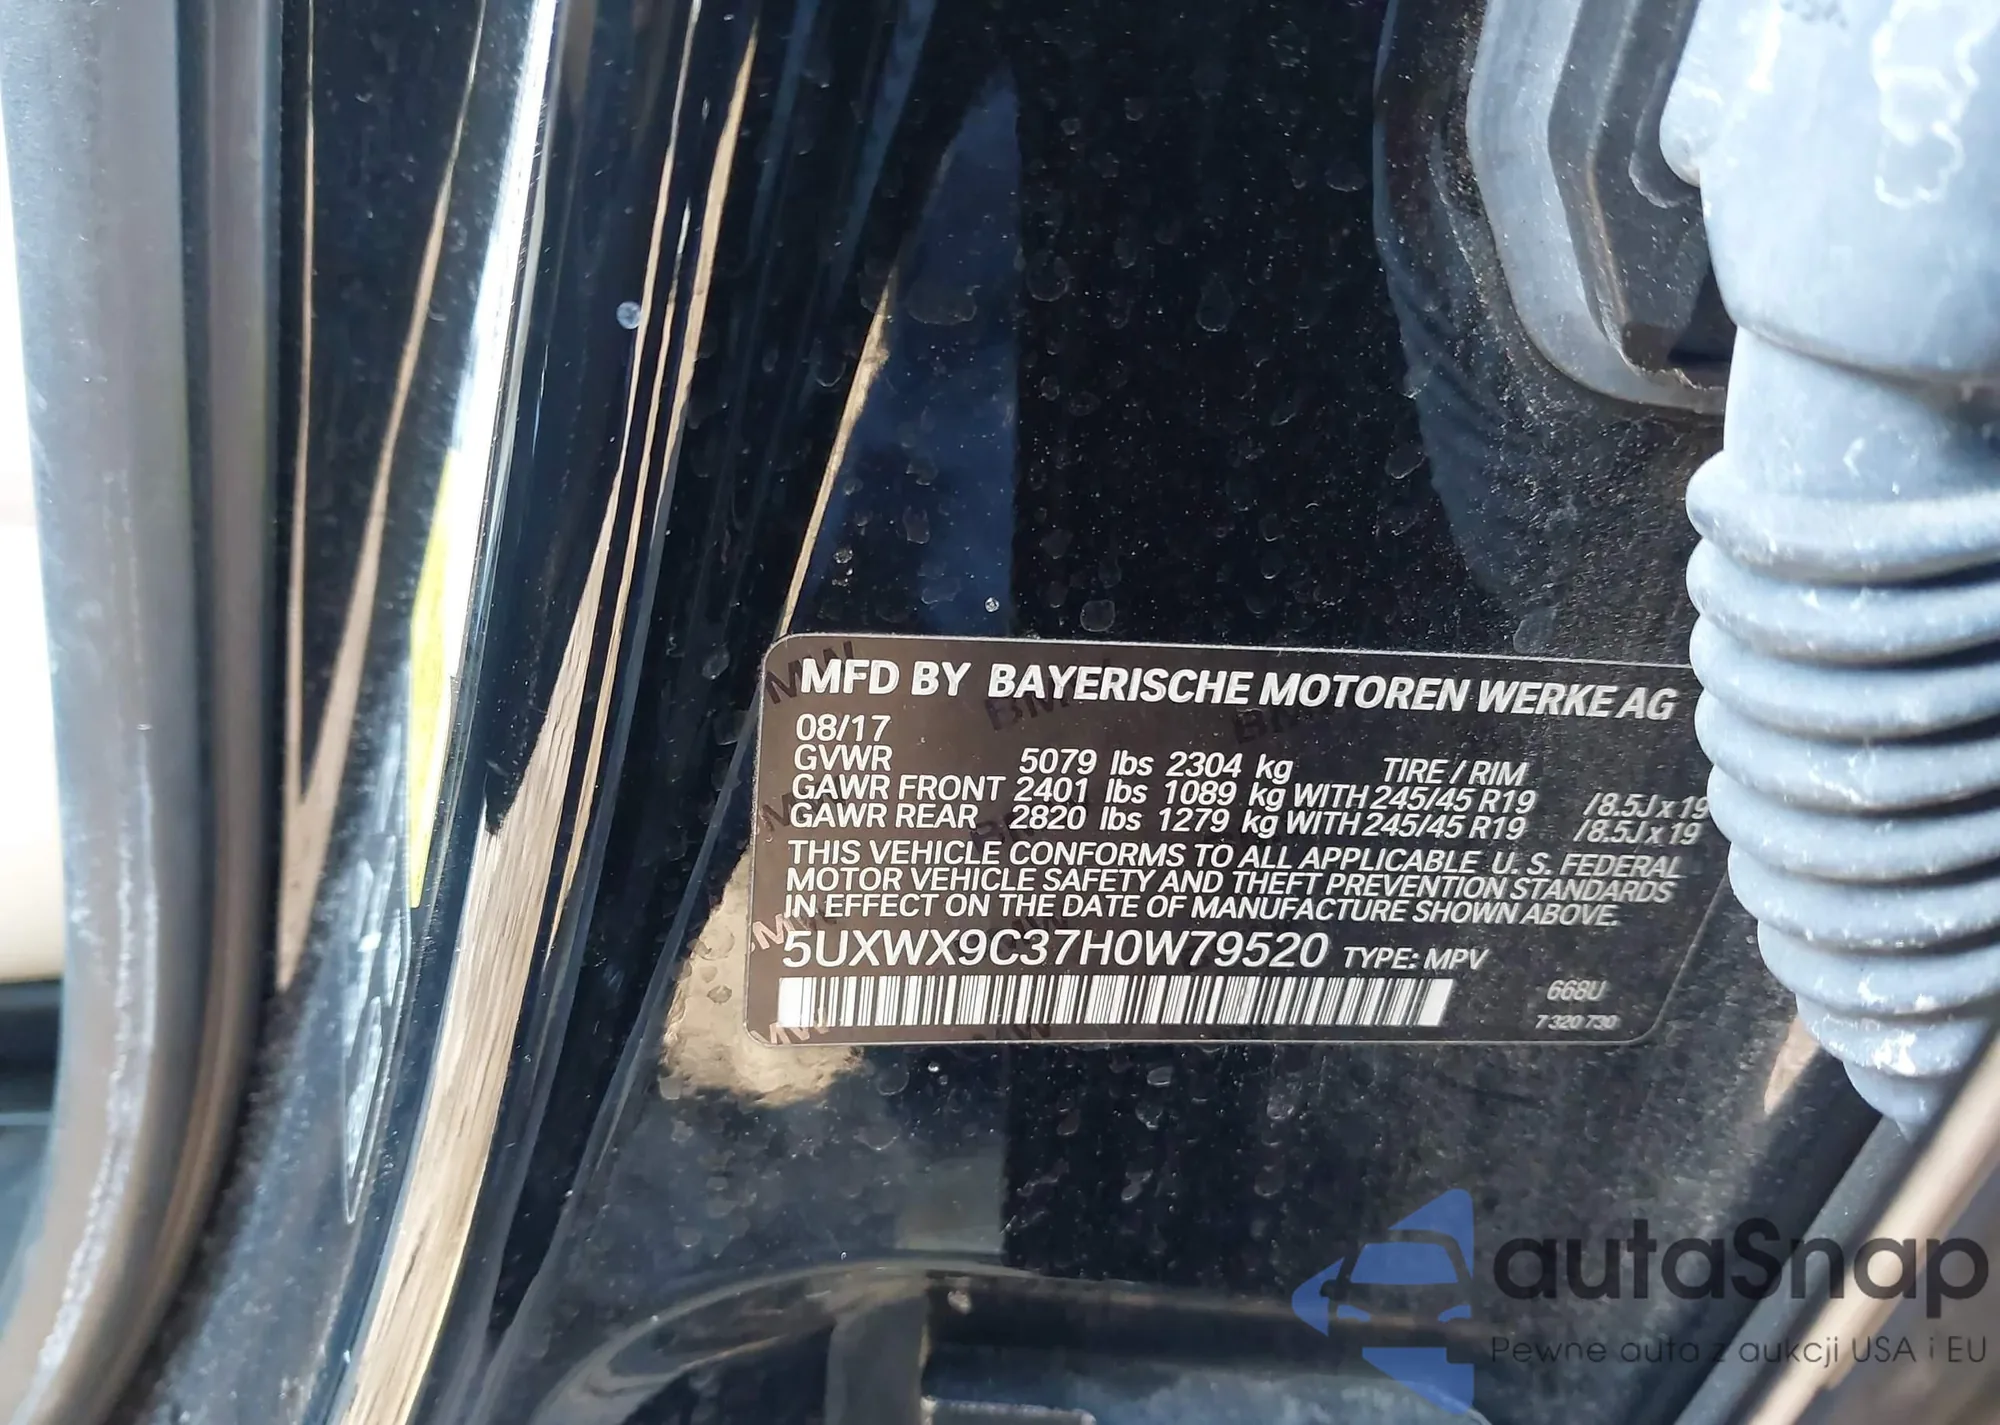 MFD BY BAYERISCHE MOTOREN WERKE AG
08/17
GVWR 5079 lbs 2304 kg TIRE / RIM
GAWR FRONT 2401 lbs 1089 kg WITH 245/45 R19 /8.5J x 19
GAWR REAR 2820 lbs 1279 kg WITH 245/45 R19 /8.5J x 19
THIS VEHICLE CONFORMS TO ALL APPLICABLE U. S. FEDERAL
MOTOR VEHICLE SAFETY AND THEFT PREVENTION STANDARDS
IN EFFECT ON THE DATE OF MANUFACTURE SHOWN ABOVE.
5UXWX9C37H0W79520 TYPE: MPV
668U
7 320 730
autaSnap
Pewne auta z aukcji USA i EU